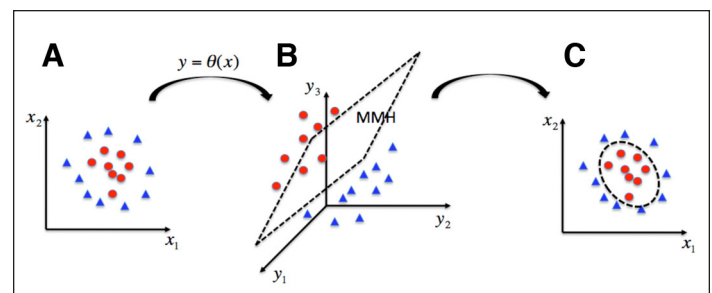 A
y = θ(x)
B
C
x₂
x₁
y₃
MMH
y₂
y₁
x₂
x₁